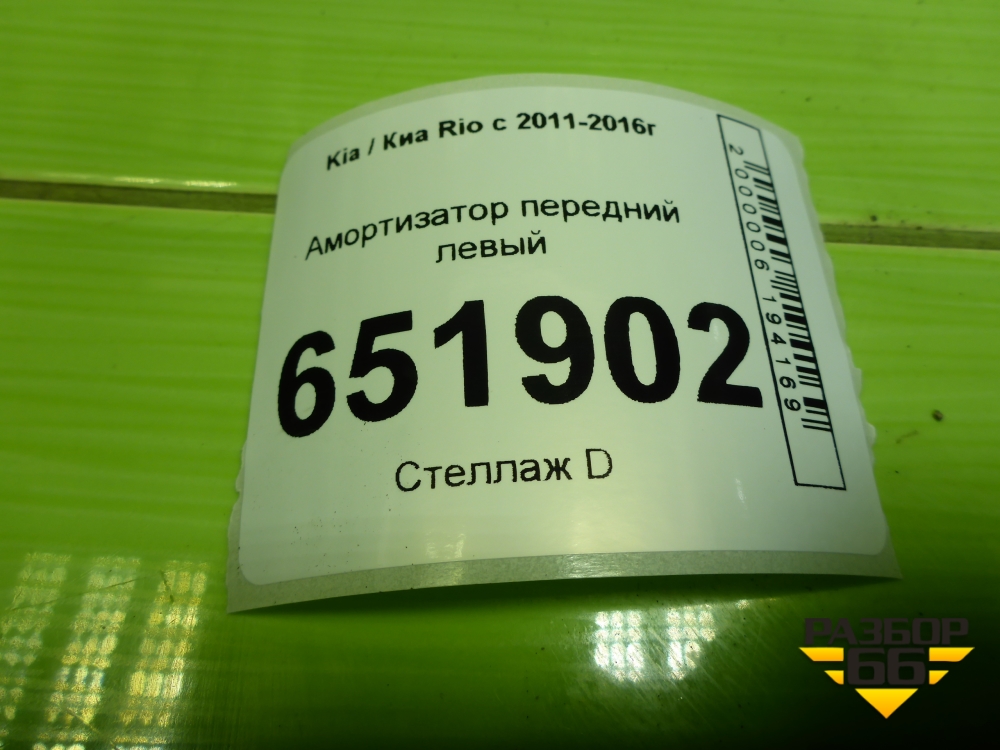 Kia / Киа Rio с 2011-2016г
Амортизатор передний
левый
651902
Стеллаж D
2000006194169
РАЗБОР
66